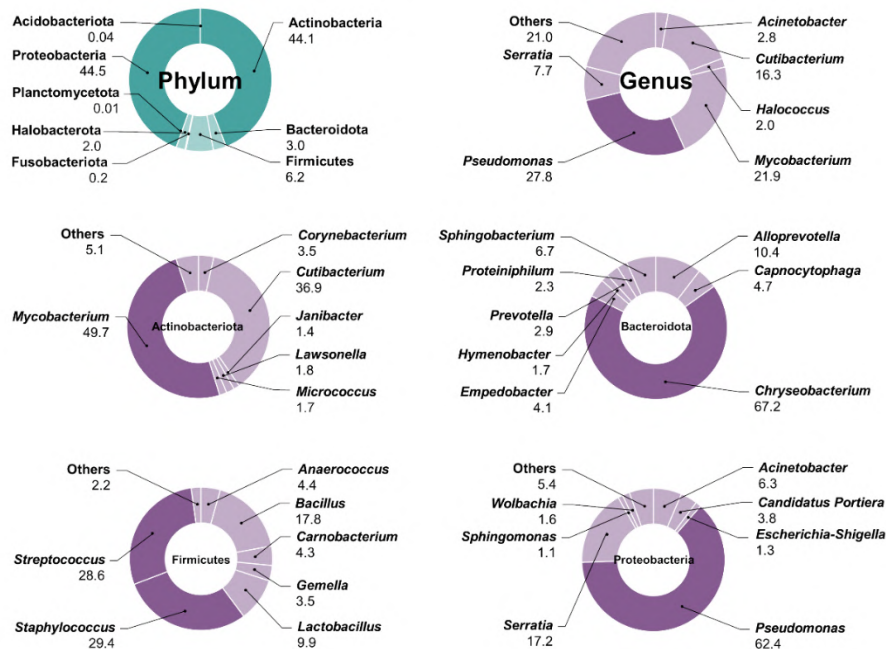 Acidobacteriota
0.04
Proteobacteria
44.5
Planctomycetota
0.01
Halobacterota
2.0
Fusobacteriota
0.2
Phylum
Actinobacteria
44.1
Bacteroidota
3.0
Firmicutes
6.2
Others
21.0
Serratia
7.7
Pseudomonas
27.8
Genus
Acinetobacter
2.8
Cutibacterium
16.3
Halococcus
2.0
Mycobacterium
21.9
Others
5.1
Mycobacterium
49.7
Actinobacteriota
Corynebacterium
3.5
Cutibacterium
36.9
Janibacter
1.4
Lawsonella
1.8
Micrococcus
1.7
Sphingobacterium
6.7
Proteiniphilum
2.3
Prevotella
2.9
Hymenobacter
1.7
Empedobacter
4.1
Bacteroidota
Alloprevotella
10.4
Capnocytophaga
4.7
Chryseobacterium
67.2
Others
2.2
Streptococcus
28.6
Staphylococcus
29.4
Firmicutes
Anaerococcus
4.4
Bacillus
17.8
Carnobacterium
4.3
Gemella
3.5
Lactobacillus
9.9
Others
5.4
Wolbachia
1.6
Sphingomonas
1.1
Serratia
17.2
Proteobacteria
Acinetobacter
6.3
Candidatus Portiera
3.8
Escherichia-Shigella
1.3
Pseudomonas
62.4